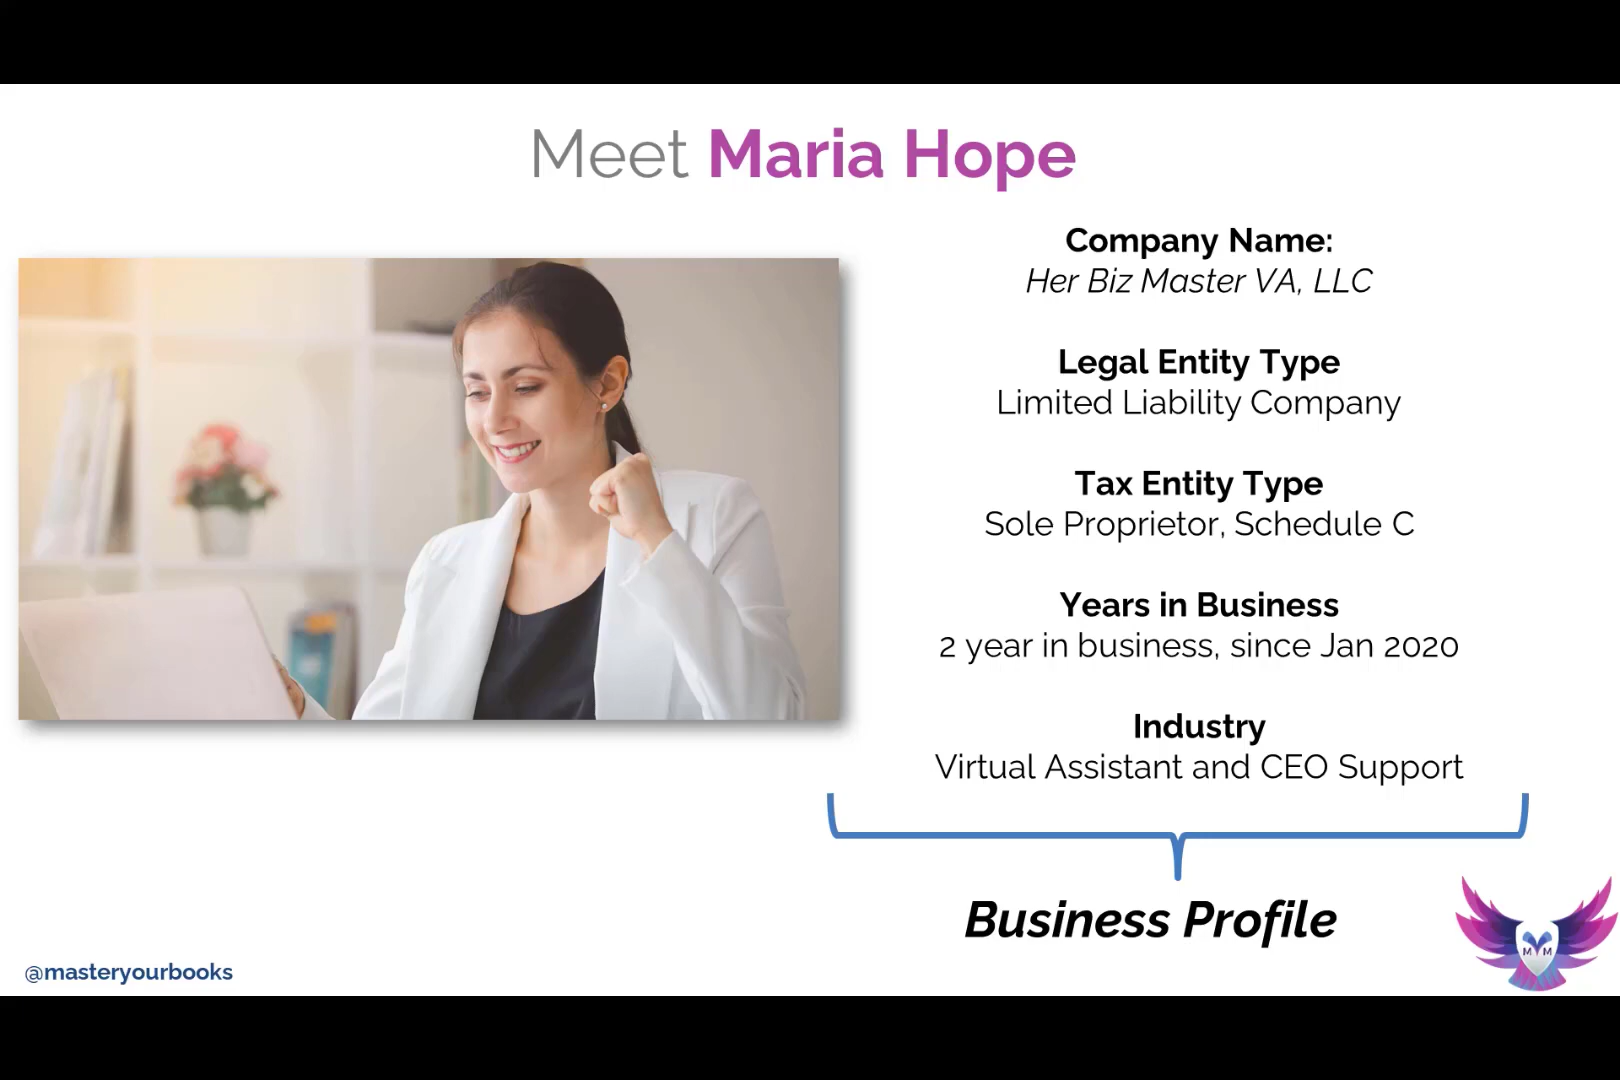 Meet Maria Hope
Company Name:
Her Biz Master VA, LLC
Legal Entity Type
Limited Liability Company
Tax Entity Type
Sole Proprietor, Schedule C
Years in Business
2 year in business, since Jan 2020
Industry
Virtual Assistant and CEO Support
Business Profile
@masteryourbooks
MYM